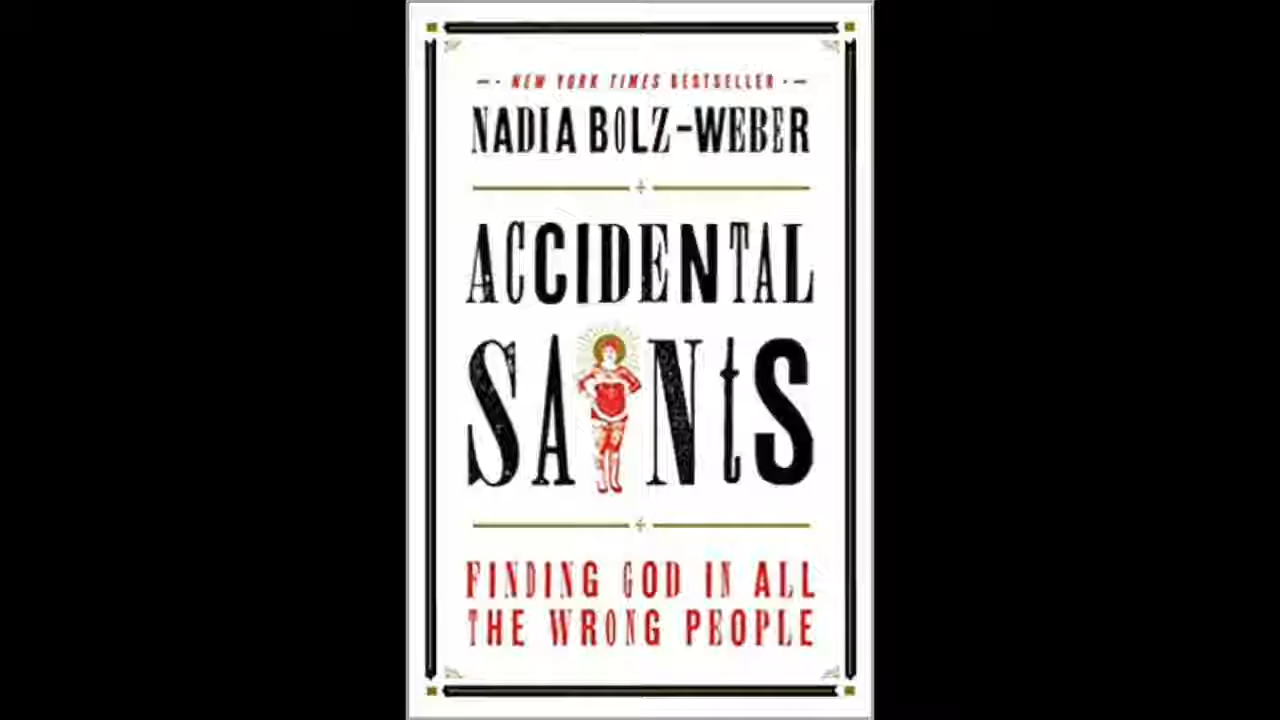 NEW YORK TIMES BESTSELLER
NADIA BOLZ-WEBER
ACCIDENTAL
SAINtS
FINDING GOD IN ALL
THE WRONG PEOPLE